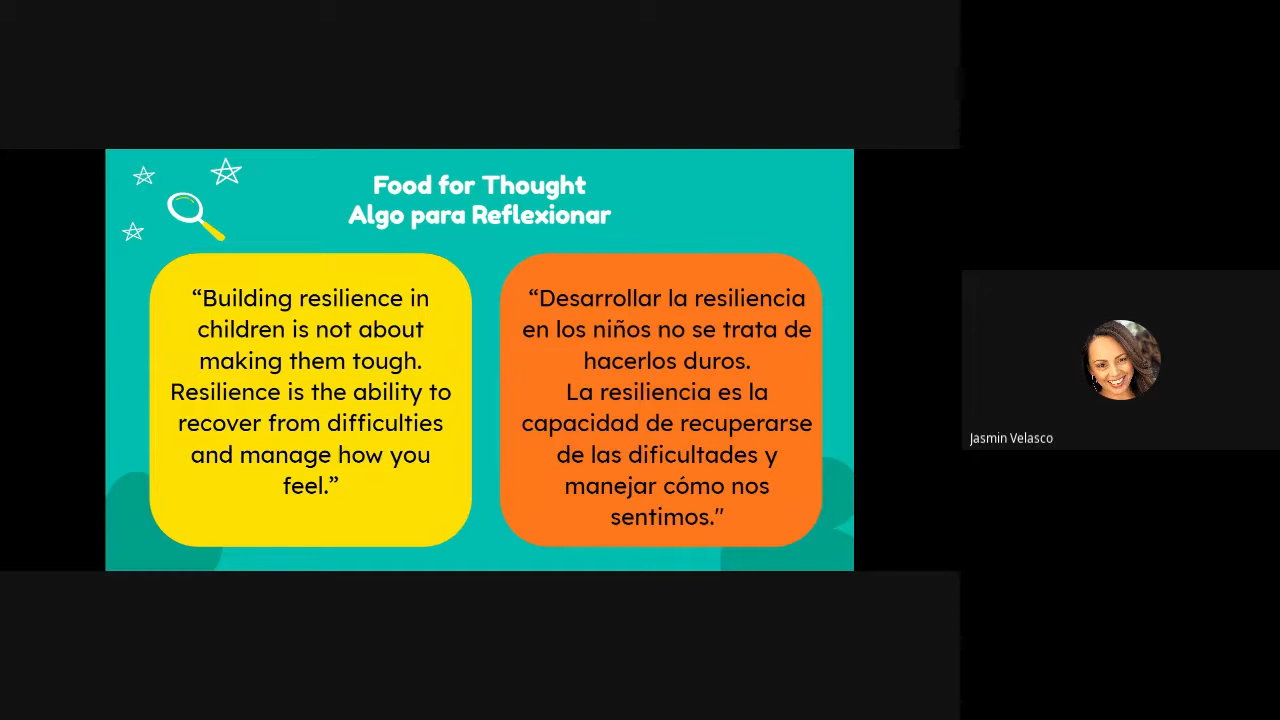 Food for Thought
Algo para Reflexionar
“Building resilience in
children is not about
making them tough.
Resilience is the ability to
recover from difficulties
and manage how you
feel.”
“Desarrollar la resiliencia
en los niños no se trata de
hacerlos duros.
La resiliencia es la
capacidad de recuperarse
de las dificultades y
manejar cómo nos
sentimos."
Jasmin Velasco